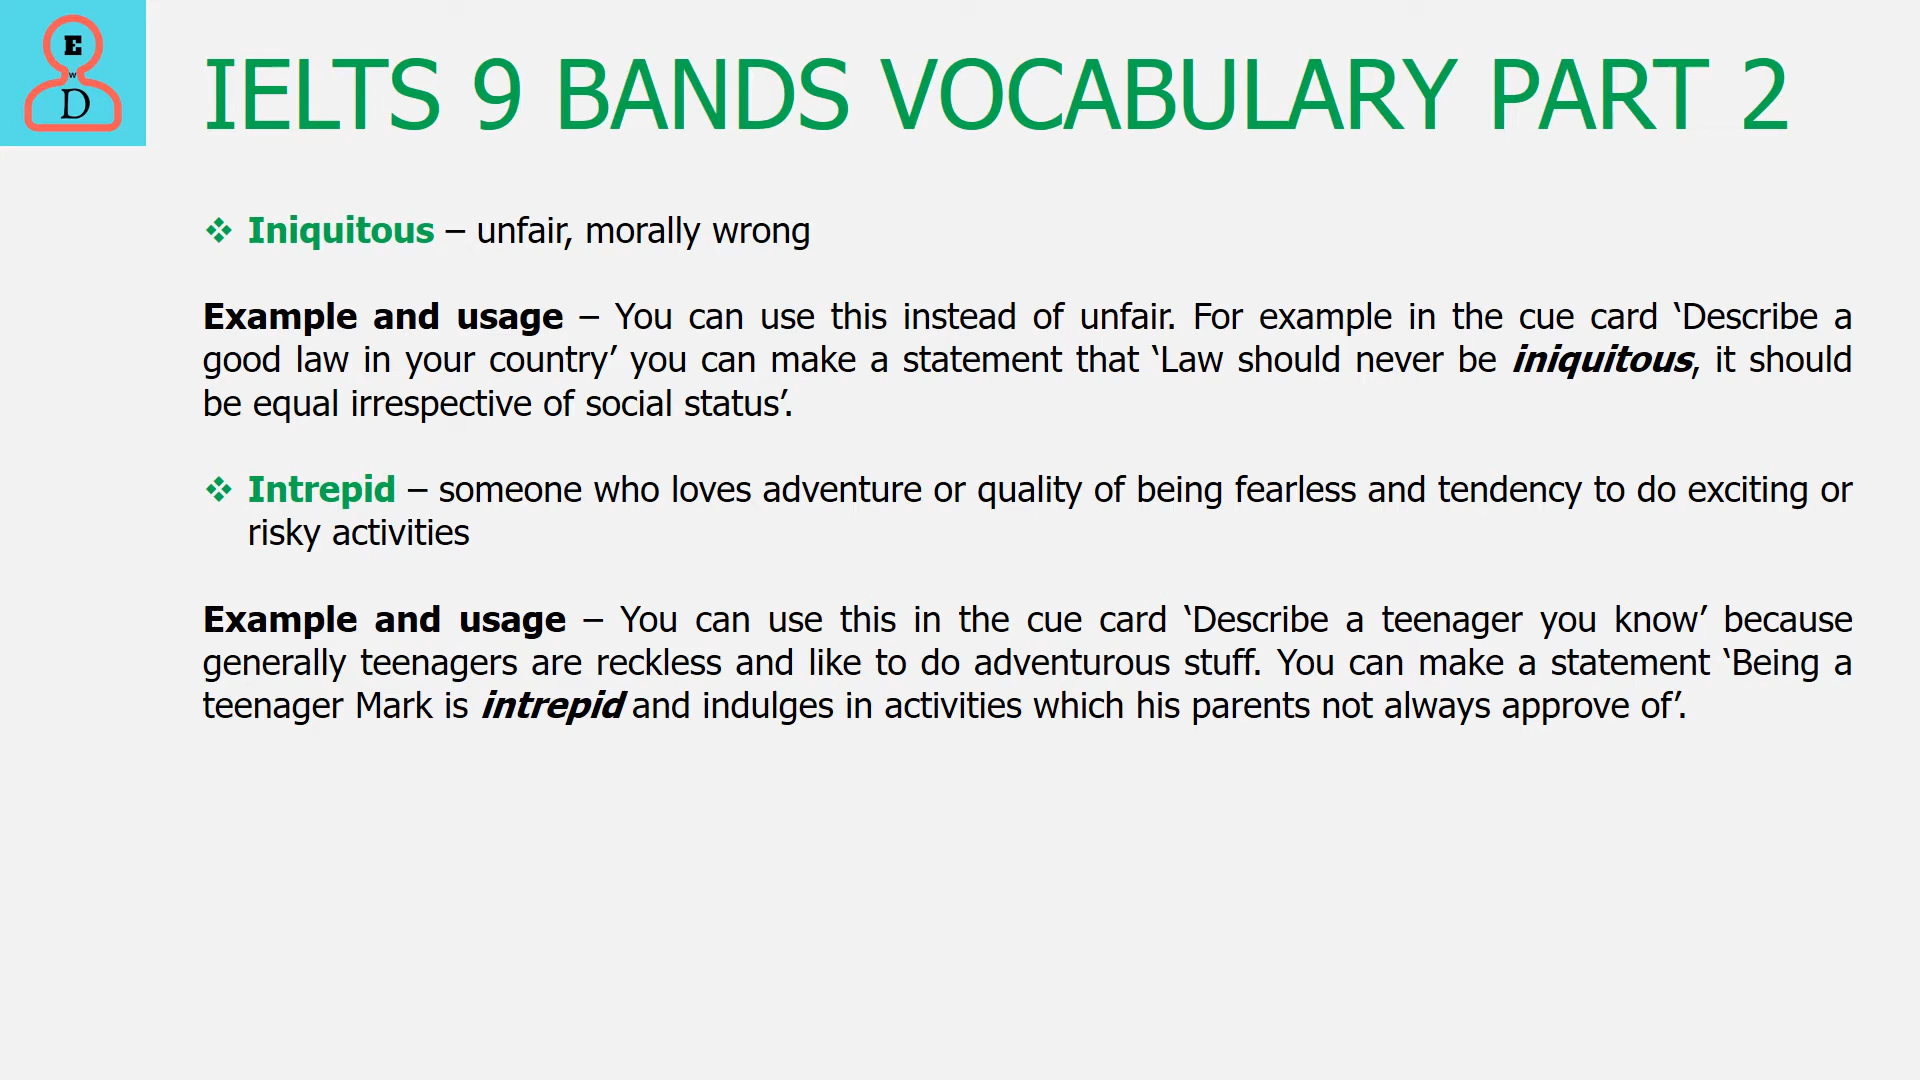 E
w
D
IELTS 9 BANDS VOCABULARY PART 2
❖ Iniquitous – unfair, morally wrong
Example and usage – You can use this instead of unfair. For example in the cue card ‘Describe a
good law in your country’ you can make a statement that ‘Law should never be iniquitous, it should
be equal irrespective of social status’.
❖ Intrepid – someone who loves adventure or quality of being fearless and tendency to do exciting or
risky activities
Example and usage – You can use this in the cue card ‘Describe a teenager you know’ because
generally teenagers are reckless and like to do adventurous stuff. You can make a statement ‘Being a
teenager Mark is intrepid and indulges in activities which his parents not always approve of’.